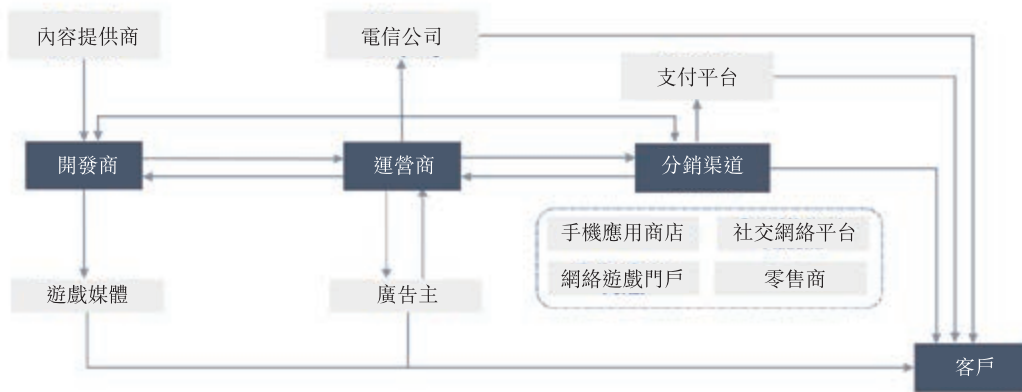 內容提供商
電信公司
支付平台
開發商
運營商
分銷渠道
手機應用商店
社交網絡平台
網絡遊戲門戶
零售商
遊戲媒體
廣告主
客戶